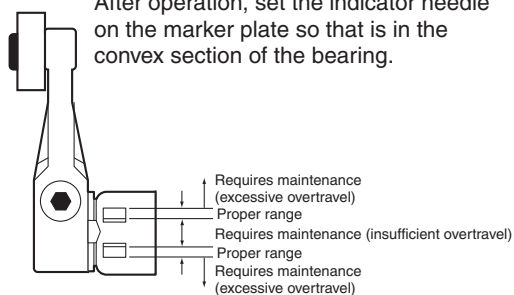 After operation, set the indicator needle
on the marker plate so that is in the
convex section of the bearing.
Requires maintenance
(excessive overtravel)
Proper range
Requires maintenance (insufficient overtravel)
Proper range
Requires maintenance
(excessive overtravel)